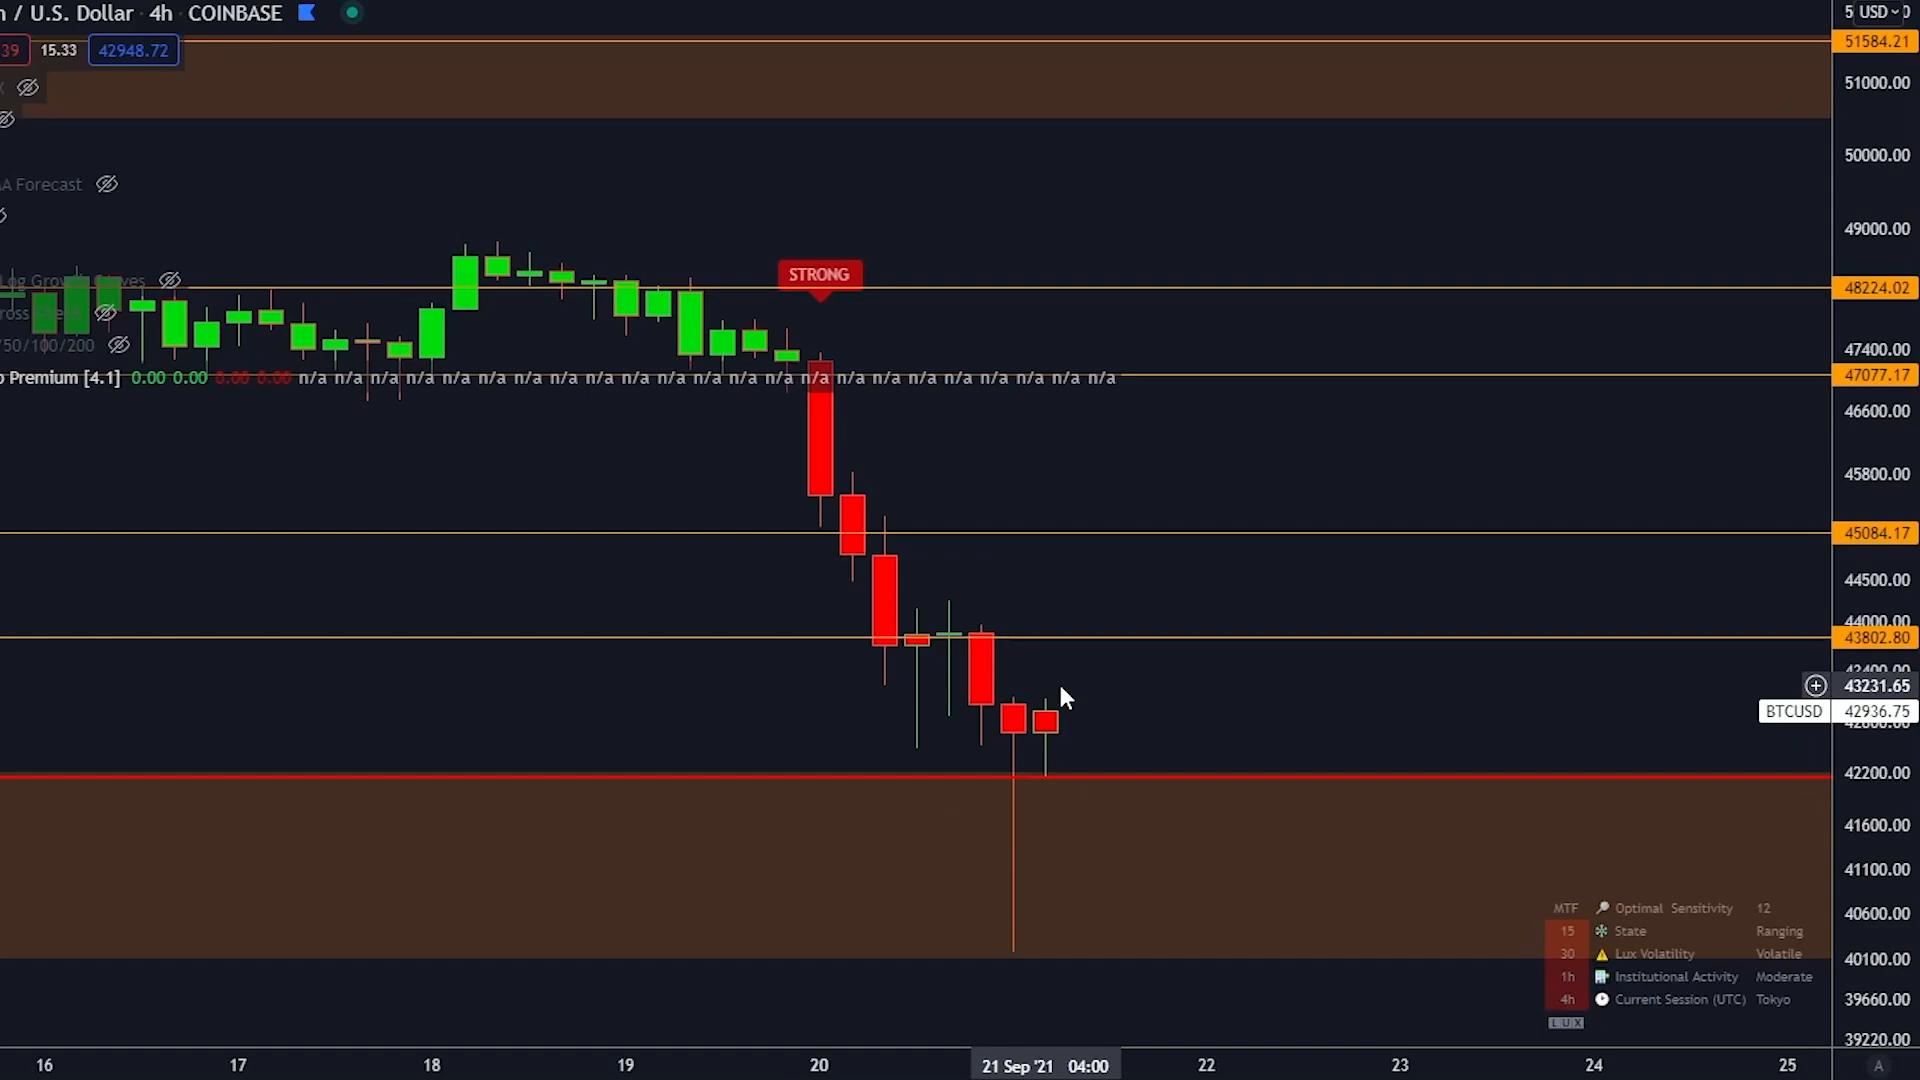 / U.S. Dollar · 4h · COINBASE
39 15.33 42948.72
A Forecast
Log Growth Curves
/50/100/200
Premium [4.1] 0.00 0.00 0.00 0.00 n/a n/a n/a n/a n/a n/a n/a n/a n/a n/a n/a n/a n/a n/a n/a n/a n/a n/a n/a n/a n/a n/a n/a
STRONG
USD
51584.21
51000.00
50000.00
49000.00
48224.02
47400.00
47077.17
46600.00
45800.00
45084.17
44500.00
44000.00
43802.80
43400.00
43231.65
BTCUSD 42936.75
42200.00
41600.00
41100.00
40600.00
40100.00
39660.00
39220.00
MTF Optimal Sensitivity 12
15 State Ranging
30 Lux Volatility Volatile
1h Institutional Activity Moderate
4h Current Session (UTC) Tokyo
LUX
16 17 18 19 20 21 Sep '21 04:00 22 23 24 25 A